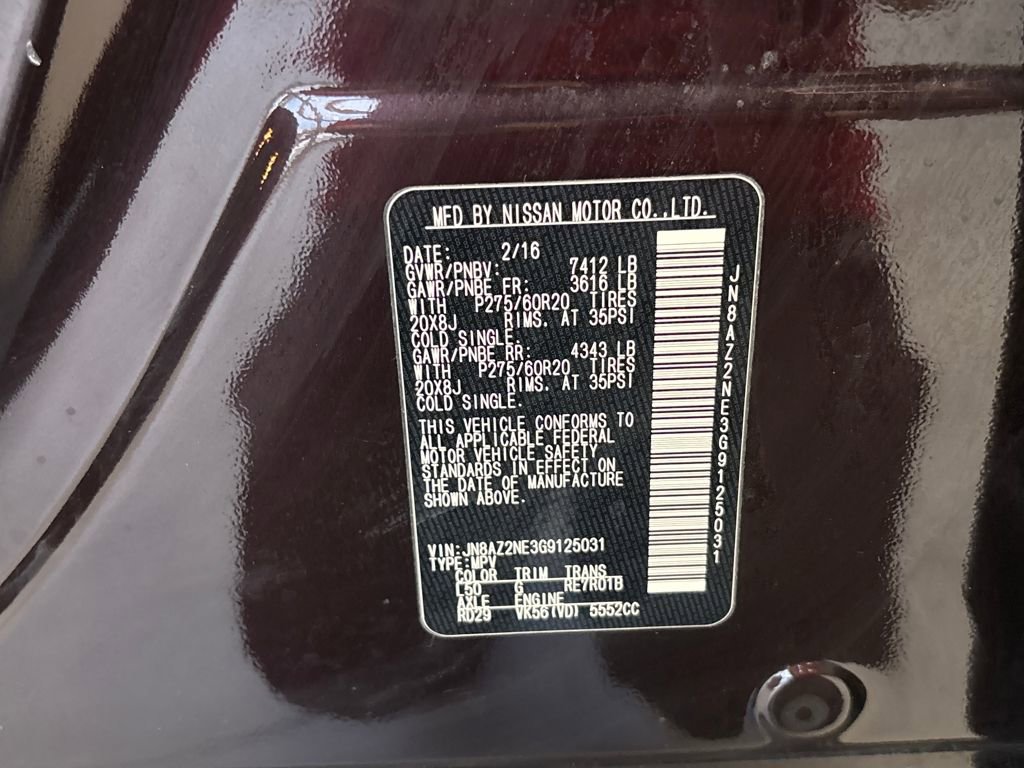 MFD BY NISSAN MOTOR CO.,LTD.
DATE: 2/16
GVWR/PNBV: 7412 LB
GAWR/PNBE FR: 3616 LB
WITH P275/60R20 TIRES
20X8J RIMS. AT 35PSI
COLD SINGLE.
GAWR/PNBE RR: 4343 LB
WITH P275/60R20 TIRES
20X8J RIMS. AT 35PSI
COLD SINGLE.
THIS VEHICLE CONFORMS TO
ALL APPLICABLE FEDERAL
MOTOR VEHICLE SAFETY
STANDARDS IN EFFECT ON
THE DATE OF MANUFACTURE
SHOWN ABOVE.
VIN:JN8AZ2NE3G9125031
TYPE:MPV
COLOR TRIM TRANS
L50 G RE7R01B
AXLE ENGINE
RD29 VK56(VD) 5552CC
JN8AZ2NE3G9125031